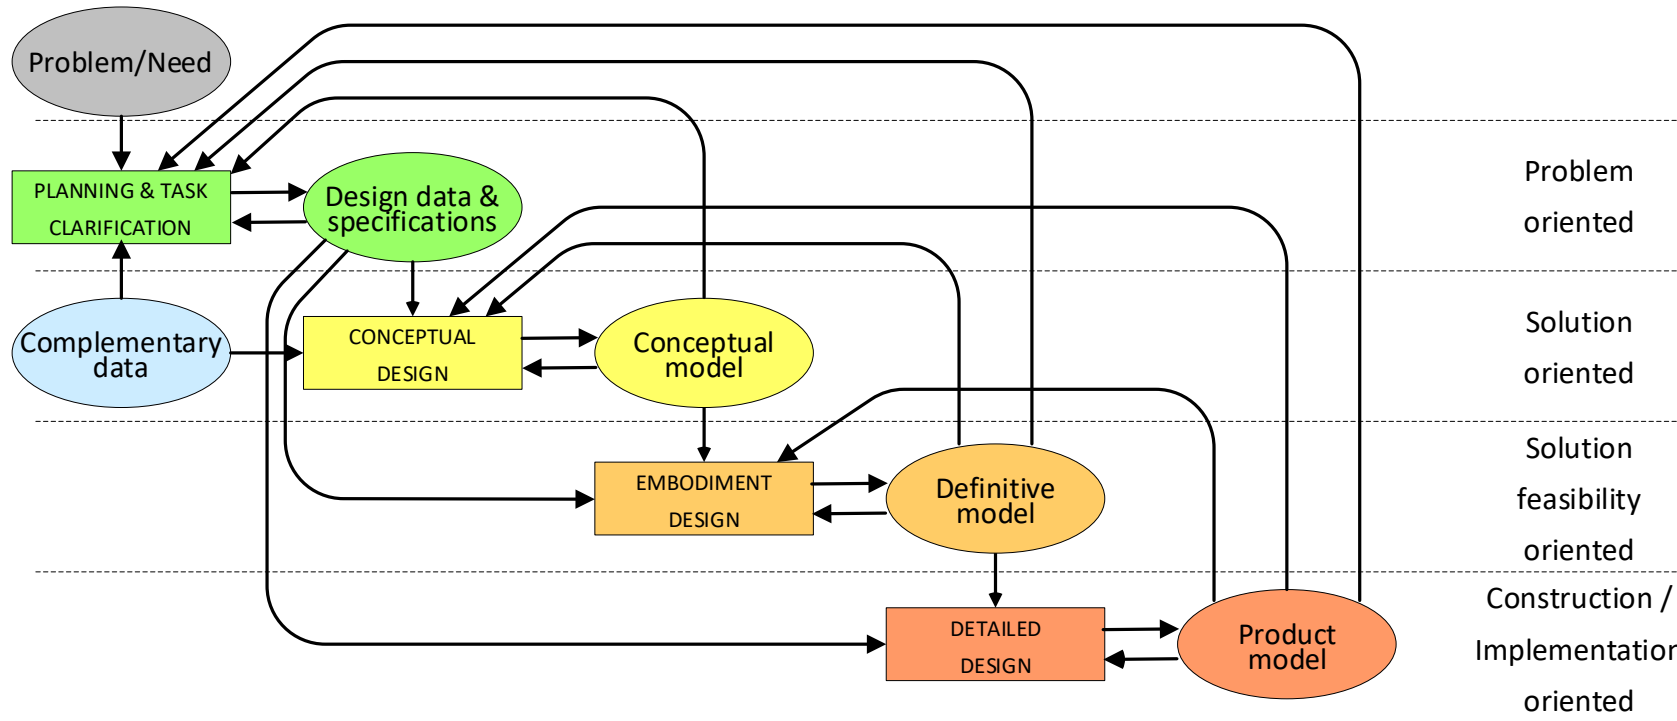 Problem/Need
PLANNING & TASK
CLARIFICATION
Design data &
specifications
Problem
oriented
Complementary
data
CONCEPTUAL
DESIGN
Conceptual
model
Solution
oriented
EMBODIMENT
DESIGN
Definitive
model
Solution
feasibility
oriented
DETAILED
DESIGN
Product
model
Construction /
Implementation
oriented